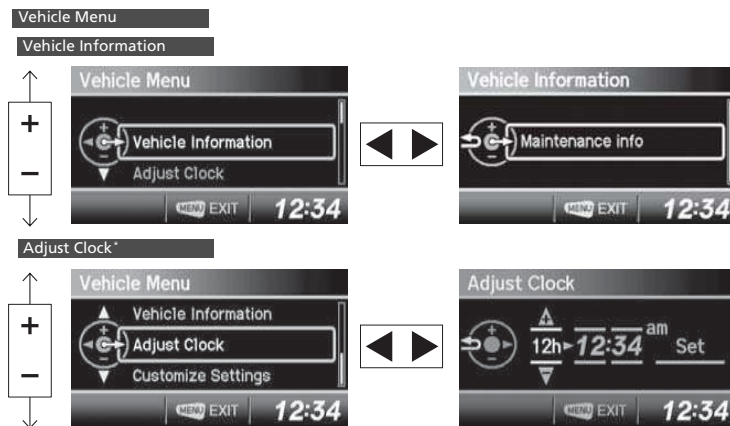 Vehicle Menu
Vehicle Information
+
−
Vehicle Menu
Vehicle Information
Adjust Clock
MENU EXIT 12:34
Vehicle Information
Maintenance info
MENU EXIT 12:34
Adjust Clock*
+
−
Vehicle Menu
Vehicle Information
Adjust Clock
Customize Settings
MENU EXIT 12:34
Adjust Clock
12h 12:34 am Set
MENU EXIT 12:34